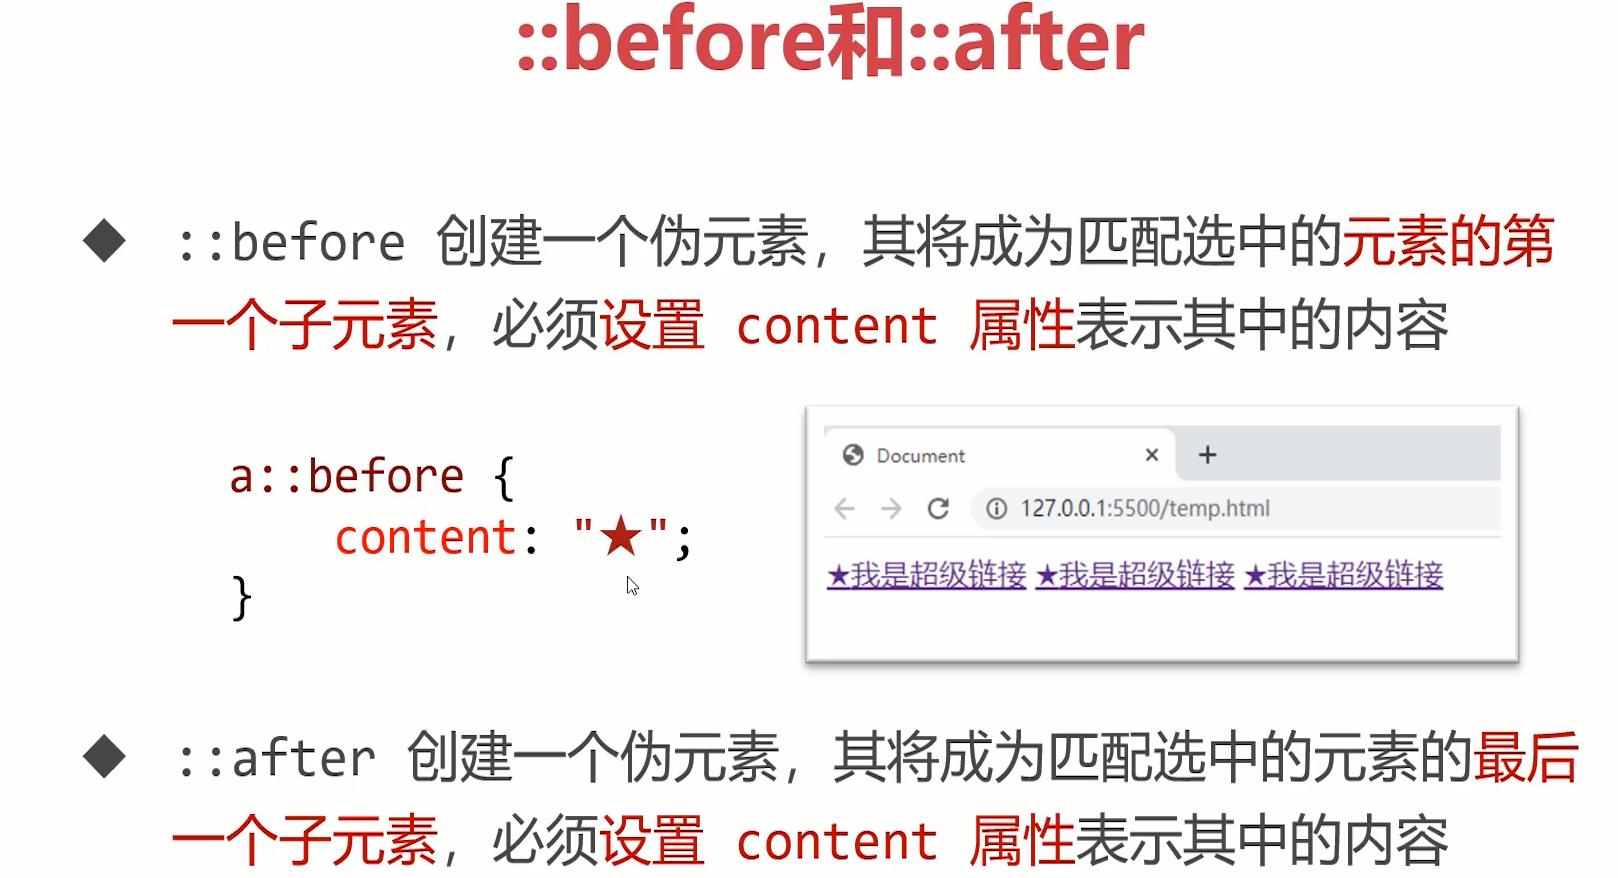 ::before和::after
::before 创建一个伪元素，其将成为匹配选中的元素的第
一个子元素，必须设置 content 属性表示其中的内容
a::before {
content: "★";
}
Document
127.0.0.1:5500/temp.html
★我是超级链接 ★我是超级链接 ★我是超级链接
::after 创建一个伪元素，其将成为匹配选中的元素的最后
一个子元素，必须设置 content 属性表示其中的内容